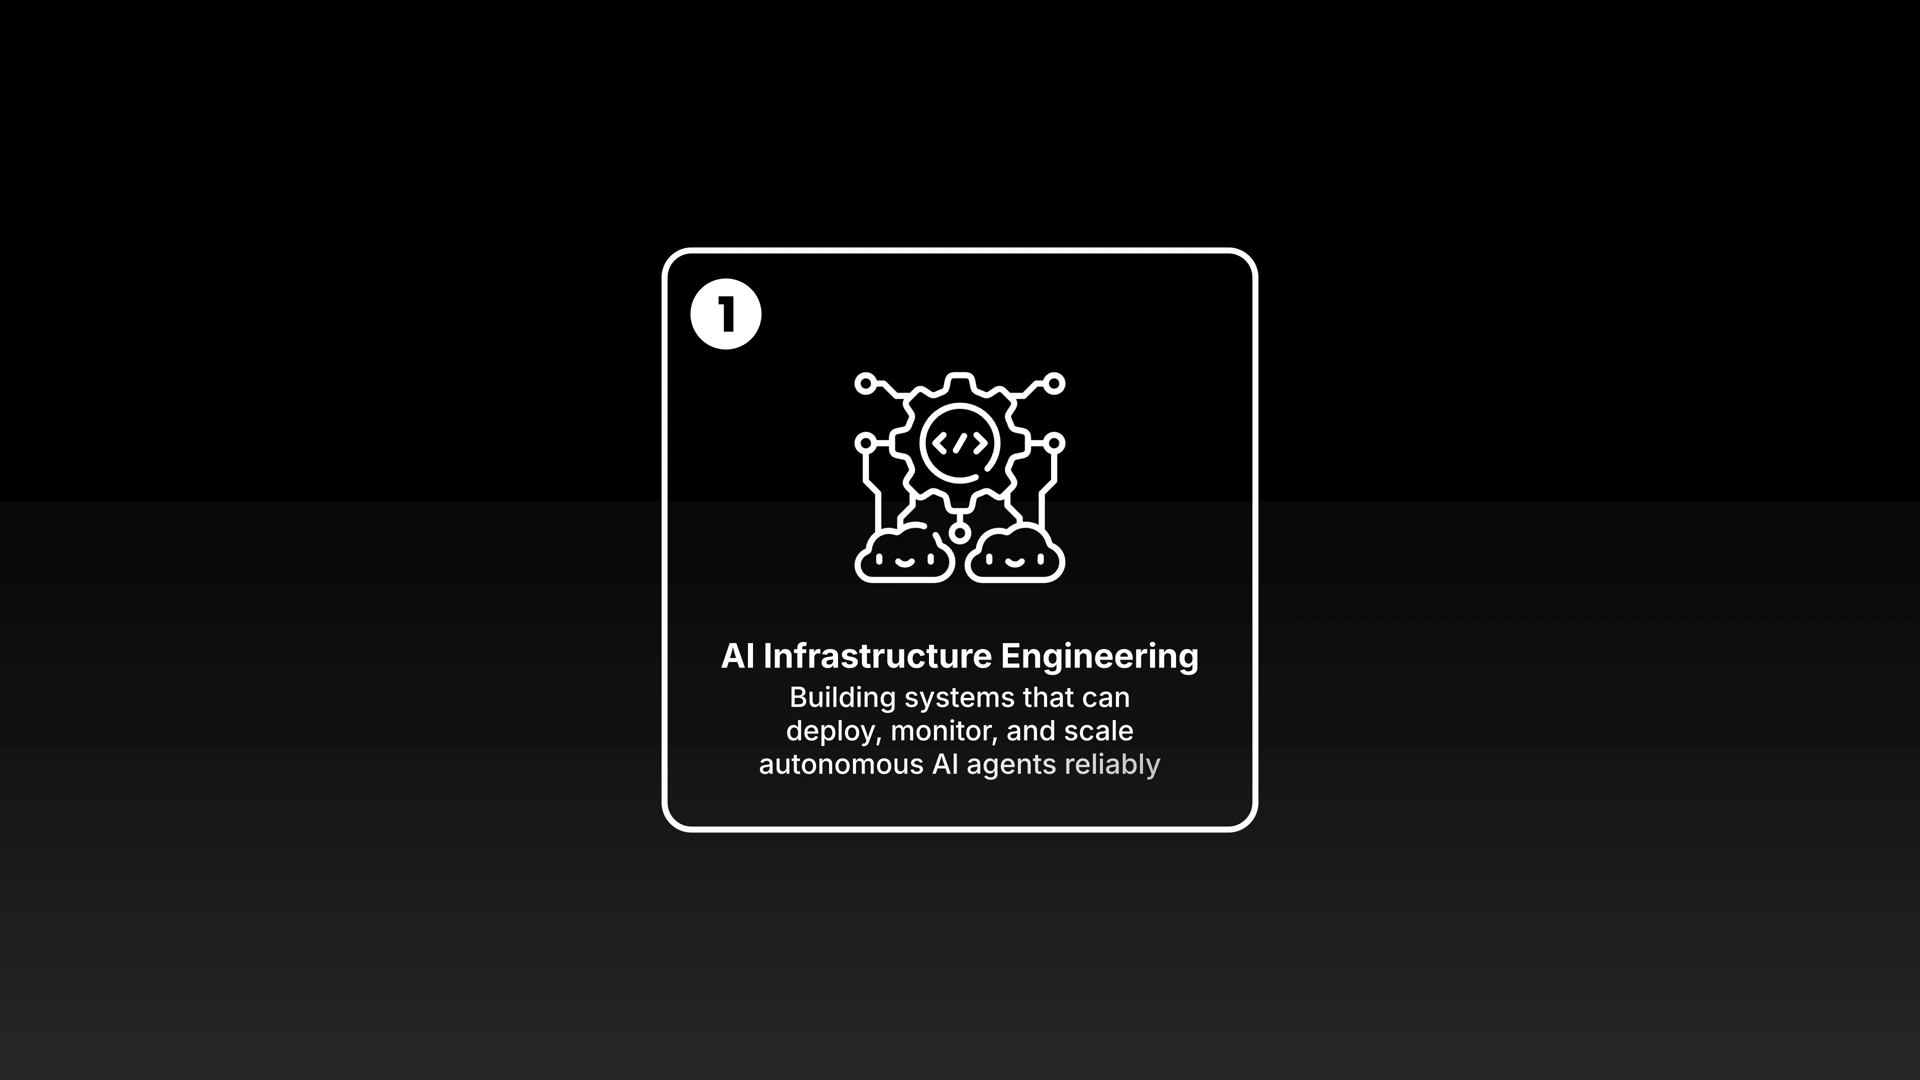 1
</>
AI Infrastructure Engineering
Building systems that can
deploy, monitor, and scale
autonomous AI agents reliably